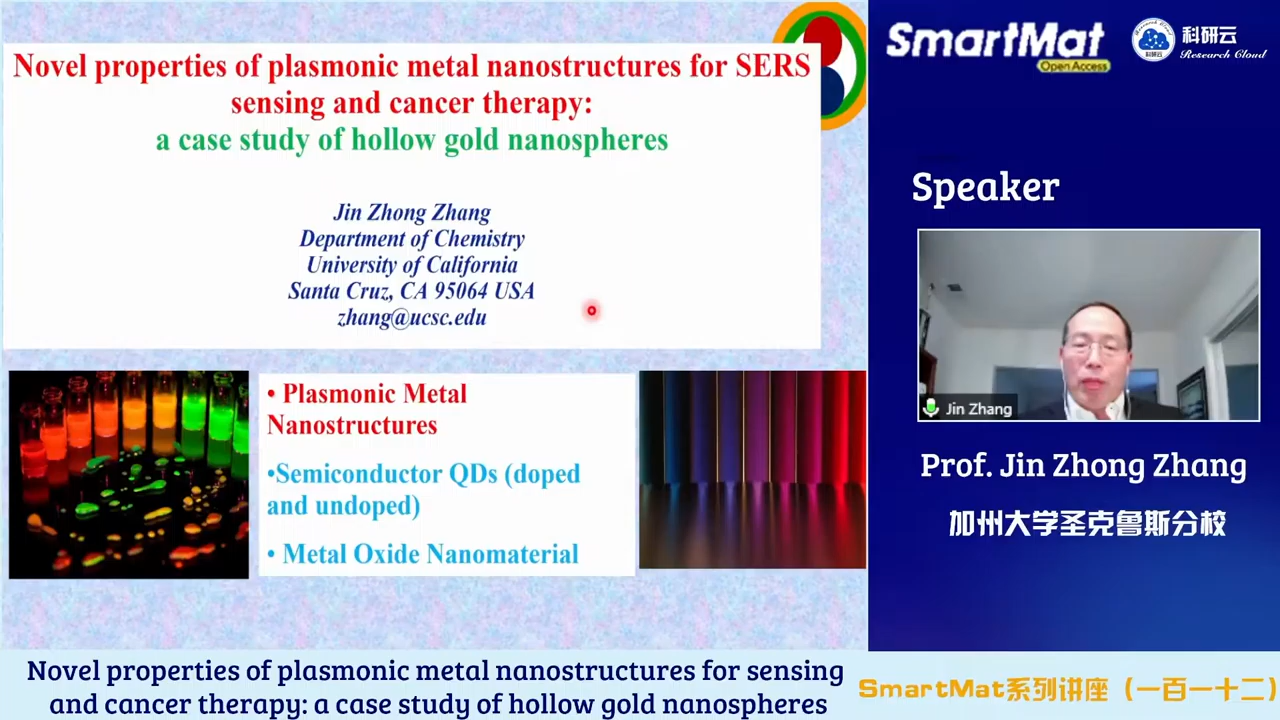 Novel properties of plasmonic metal nanostructures for SERS
sensing and cancer therapy:
a case study of hollow gold nanospheres
Jin Zhong Zhang
Department of Chemistry
University of California
Santa Cruz, CA 95064 USA
zhang@ucsc.edu
• Plasmonic Metal
Nanostructures
•Semiconductor QDs (doped
and undoped)
• Metal Oxide Nanomaterial
SmartMat
Open Access
科研云
Research Cloud
Speaker
Jin Zhang
Prof. Jin Zhong Zhang
加州大学圣克鲁斯分校
Novel properties of plasmonic metal nanostructures for sensing
and cancer therapy: a case study of hollow gold nanospheres
SmartMat系列讲座（一百一十二）